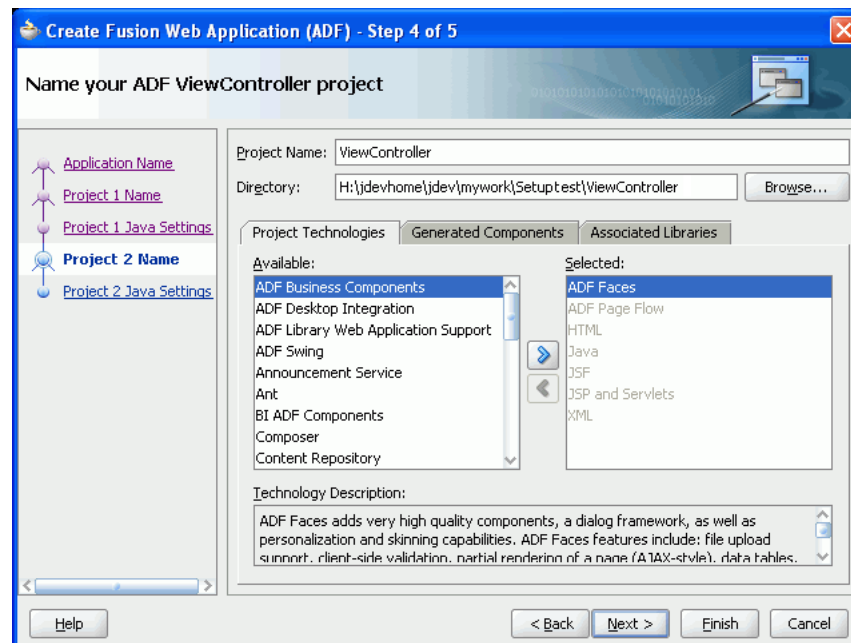 Create Fusion Web Application (ADF) - Step 4 of 5
Name your ADF ViewController project
Application Name
Project 1 Name
Project 1 Java Settings
Project 2 Name
Project 2 Java Settings
Project Name: ViewController
Directory: H:\jdevhome\jdev\mywork\Setuptest\ViewController Browse...
Project Technologies Generated Components Associated Libraries
Available:
ADF Business Components
ADF Desktop Integration
ADF Library Web Application Support
ADF Swing
Announcement Service
Ant
BI ADF Components
Composer
Content Repository
Selected:
ADF Faces
ADF Page Flow
HTML
Java
JSF
JSP and Servlets
XML
Technology Description:
ADF Faces adds very high quality components, a dialog framework, as well as
personalization and skinning capabilities. ADF Faces features include: file upload
support, client-side validation, partial rendering of a page (AJAX-style), data tables,
Help < Back Next > Finish Cancel